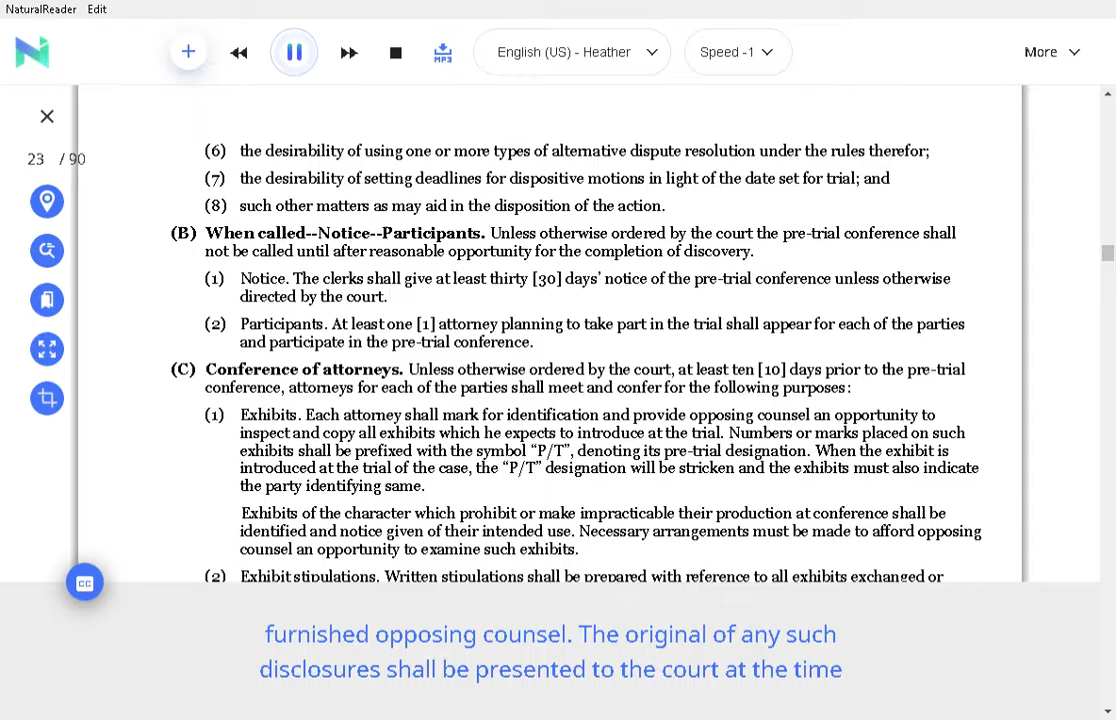 NaturalReader Edit
MP3
English (US) - Heather
Speed -1
More
23 / 90
(6) the desirability of using one or more types of alternative dispute resolution under the rules therefor;
(7) the desirability of setting deadlines for dispositive motions in light of the date set for trial; and
(8) such other matters as may aid in the disposition of the action.
(B) When called--Notice--Participants. Unless otherwise ordered by the court the pre-trial conference shall
not be called until after reasonable opportunity for the completion of discovery.
(1) Notice. The clerks shall give at least thirty [30] days’ notice of the pre-trial conference unless otherwise
directed by the court.
(2) Participants. At least one [1] attorney planning to take part in the trial shall appear for each of the parties
and participate in the pre-trial conference.
(C) Conference of attorneys. Unless otherwise ordered by the court, at least ten [10] days prior to the pre-trial
conference, attorneys for each of the parties shall meet and confer for the following purposes:
(1) Exhibits. Each attorney shall mark for identification and provide opposing counsel an opportunity to
inspect and copy all exhibits which he expects to introduce at the trial. Numbers or marks placed on such
exhibits shall be prefixed with the symbol “P/T”, denoting its pre-trial designation. When the exhibit is
introduced at the trial of the case, the “P/T” designation will be stricken and the exhibits must also indicate
the party identifying same.
Exhibits of the character which prohibit or make impracticable their production at conference shall be
identified and notice given of their intended use. Necessary arrangements must be made to afford opposing
counsel an opportunity to examine such exhibits.
(2) Exhibit stipulations. Written stipulations shall be prepared with reference to all exhibits exchanged or
CC
furnished opposing counsel. The original of any such
disclosures shall be presented to the court at the time